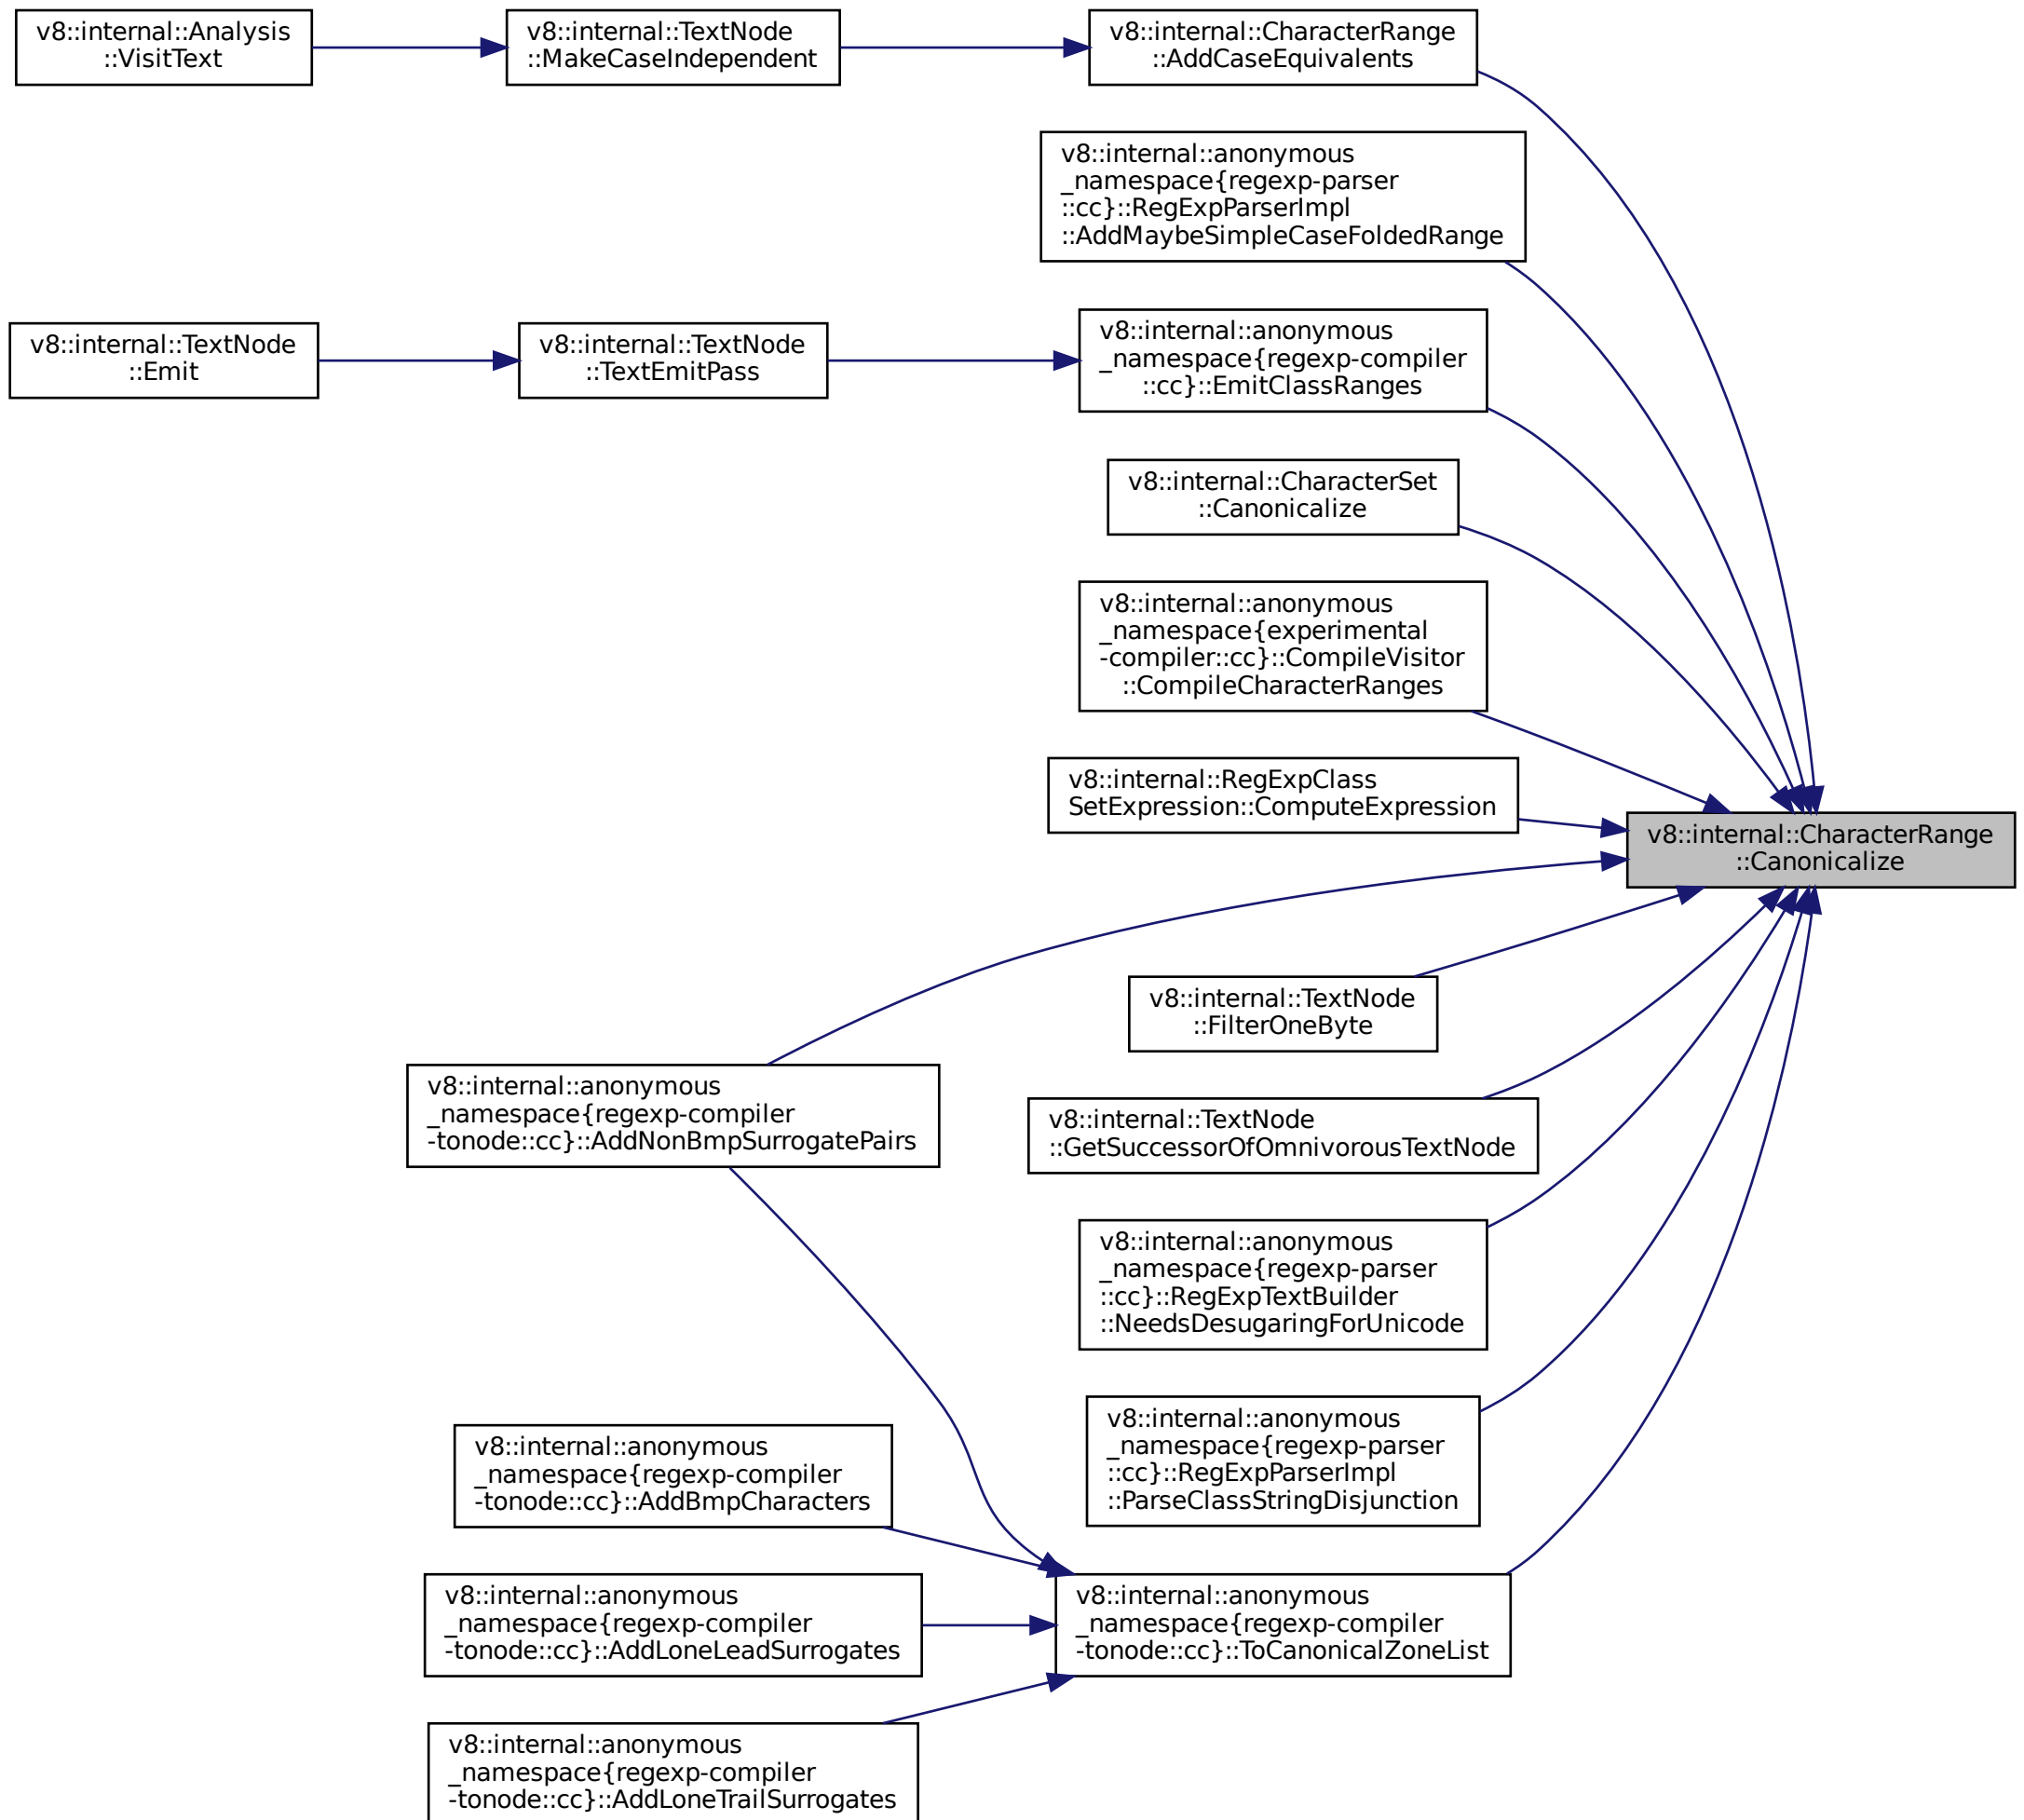 v8::internal::Analysis
::VisitText
v8::internal::TextNode
::MakeCaseIndependent
v8::internal::CharacterRange
::AddCaseEquivalents
v8::internal::anonymous
_namespace{regexp-parser
::cc}::RegExpParserImpl
::AddMaybeSimpleCaseFoldedRange
v8::internal::TextNode
::Emit
v8::internal::TextNode
::TextEmitPass
v8::internal::anonymous
_namespace{regexp-compiler
::cc}::EmitClassRanges
v8::internal::CharacterSet
::Canonicalize
v8::internal::anonymous
_namespace{experimental
-compiler::cc}::CompileVisitor
::CompileCharacterRanges
v8::internal::RegExpClass
SetExpression::ComputeExpression
v8::internal::CharacterRange
::Canonicalize
v8::internal::TextNode
::FilterOneByte
v8::internal::anonymous
_namespace{regexp-compiler
-tonode::cc}::AddNonBmpSurrogatePairs
v8::internal::TextNode
::GetSuccessorOfOmnivorousTextNode
v8::internal::anonymous
_namespace{regexp-parser
::cc}::RegExpTextBuilder
::NeedsDesugaringForUnicode
v8::internal::anonymous
_namespace{regexp-parser
::cc}::RegExpParserImpl
::ParseClassStringDisjunction
v8::internal::anonymous
_namespace{regexp-compiler
-tonode::cc}::AddBmpCharacters
v8::internal::anonymous
_namespace{regexp-compiler
-tonode::cc}::AddLoneLeadSurrogates
v8::internal::anonymous
_namespace{regexp-compiler
-tonode::cc}::ToCanonicalZoneList
v8::internal::anonymous
_namespace{regexp-compiler
-tonode::cc}::AddLoneTrailSurrogates